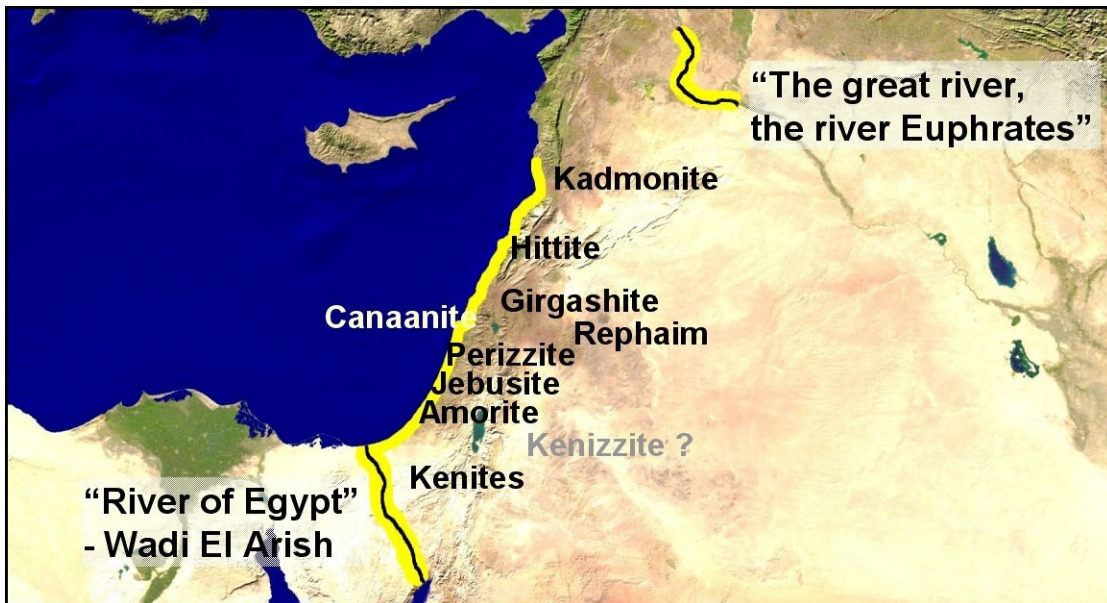 “The great river,
the river Euphrates”
Kadmonite
Hittite
Girgashite
Canaanite
Rephaim
Perizzite
Jebusite
Amorite
Kenizzite ?
Kenites
“River of Egypt”
- Wadi El Arish